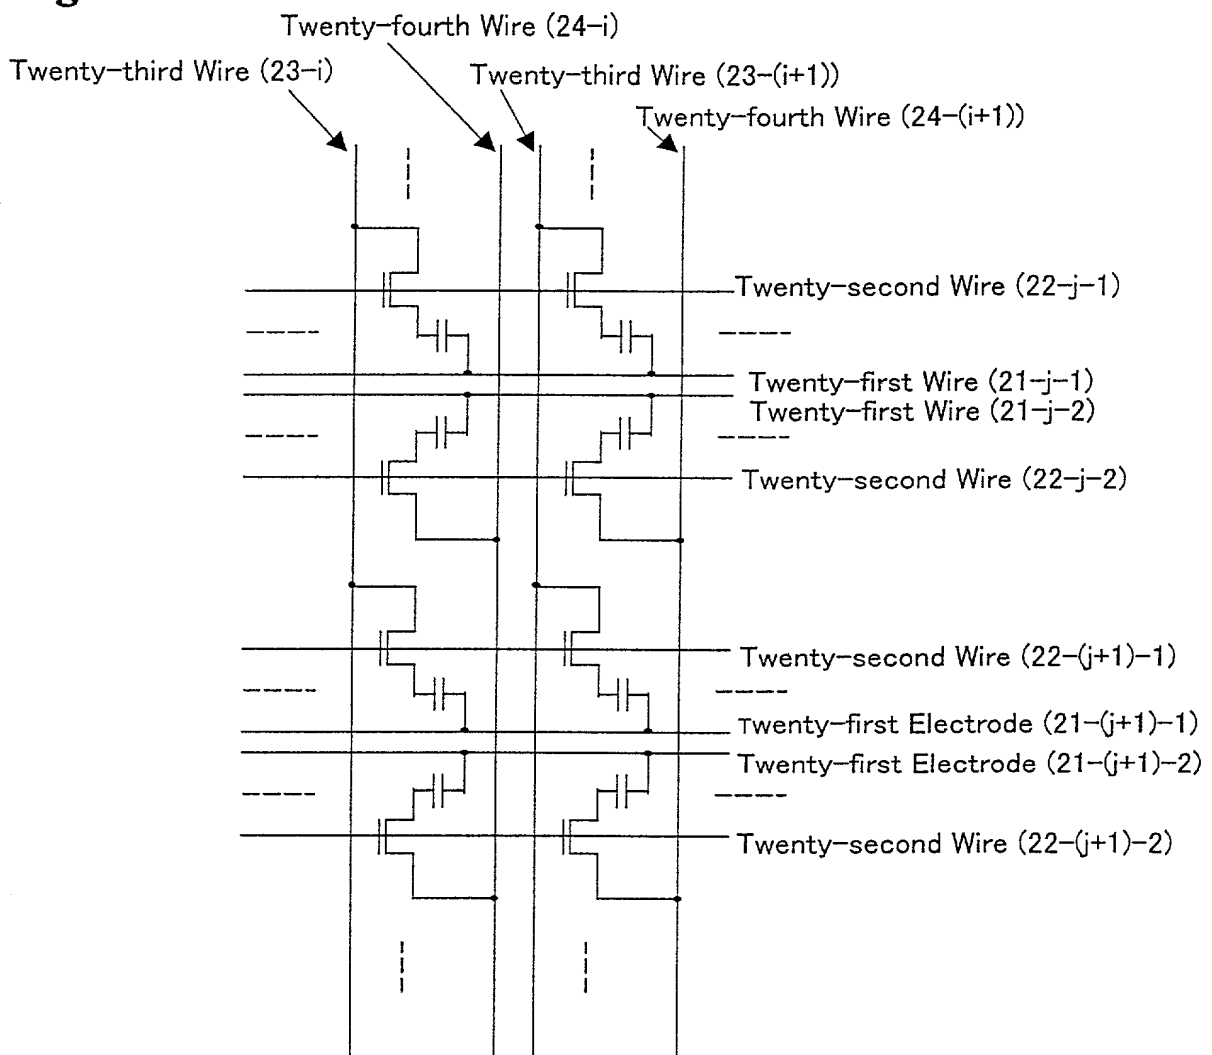 Twenty-fourth Wire (24-i)
Twenty-third Wire (23-i)
Twenty-third Wire (23-(i+1))
Twenty-fourth Wire (24-(i+1))
Twenty-second Wire (22-j-1)
Twenty-first Wire (21-j-1)
Twenty-first Wire (21-j-2)
Twenty-second Wire (22-j-2)
Twenty-second Wire (22-(j+1)-1)
Twenty-first Electrode (21-(j+1)-1)
Twenty-first Electrode (21-(j+1)-2)
Twenty-second Wire (22-(j+1)-2)